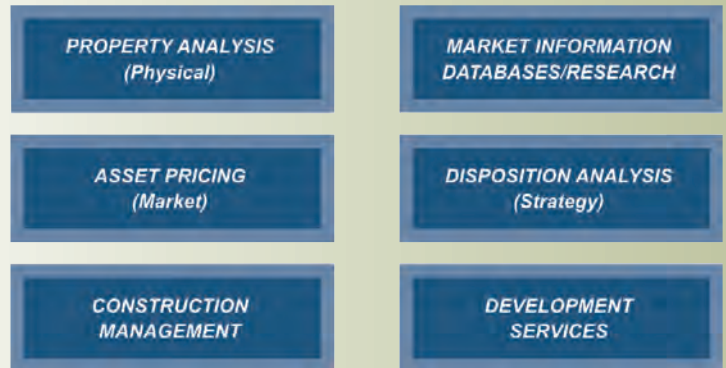 PROPERTY ANALYSIS
(Physical)
MARKET INFORMATION
DATABASES/RESEARCH
ASSET PRICING
(Market)
DISPOSITION ANALYSIS
(Strategy)
CONSTRUCTION
MANAGEMENT
DEVELOPMENT
SERVICES